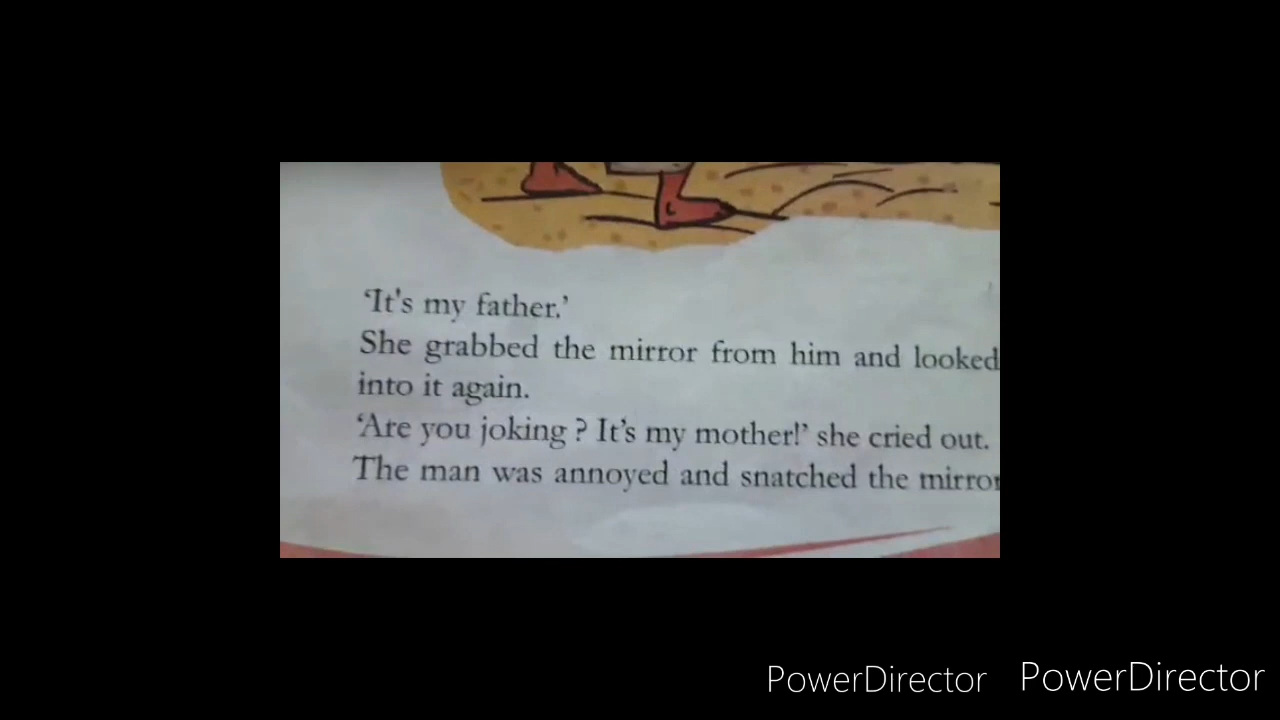 ‘It's my father.’
She grabbed the mirror from him and looked
into it again.
‘Are you joking ? It’s my mother!’ she cried out.
The man was annoyed and snatched the mirror
PowerDirector PowerDirector